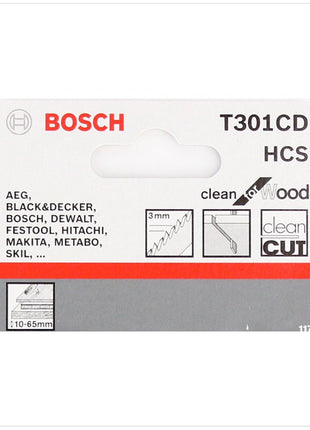 BOSCH
T301CD
HCS
clean for Wood
AEG,
BLACK&DECKER,
BOSCH, DEWALT,
FESTOOL, HITACHI,
MAKITA, METABO,
SKIL, ...
3mm
clean
CUT
10-65mm